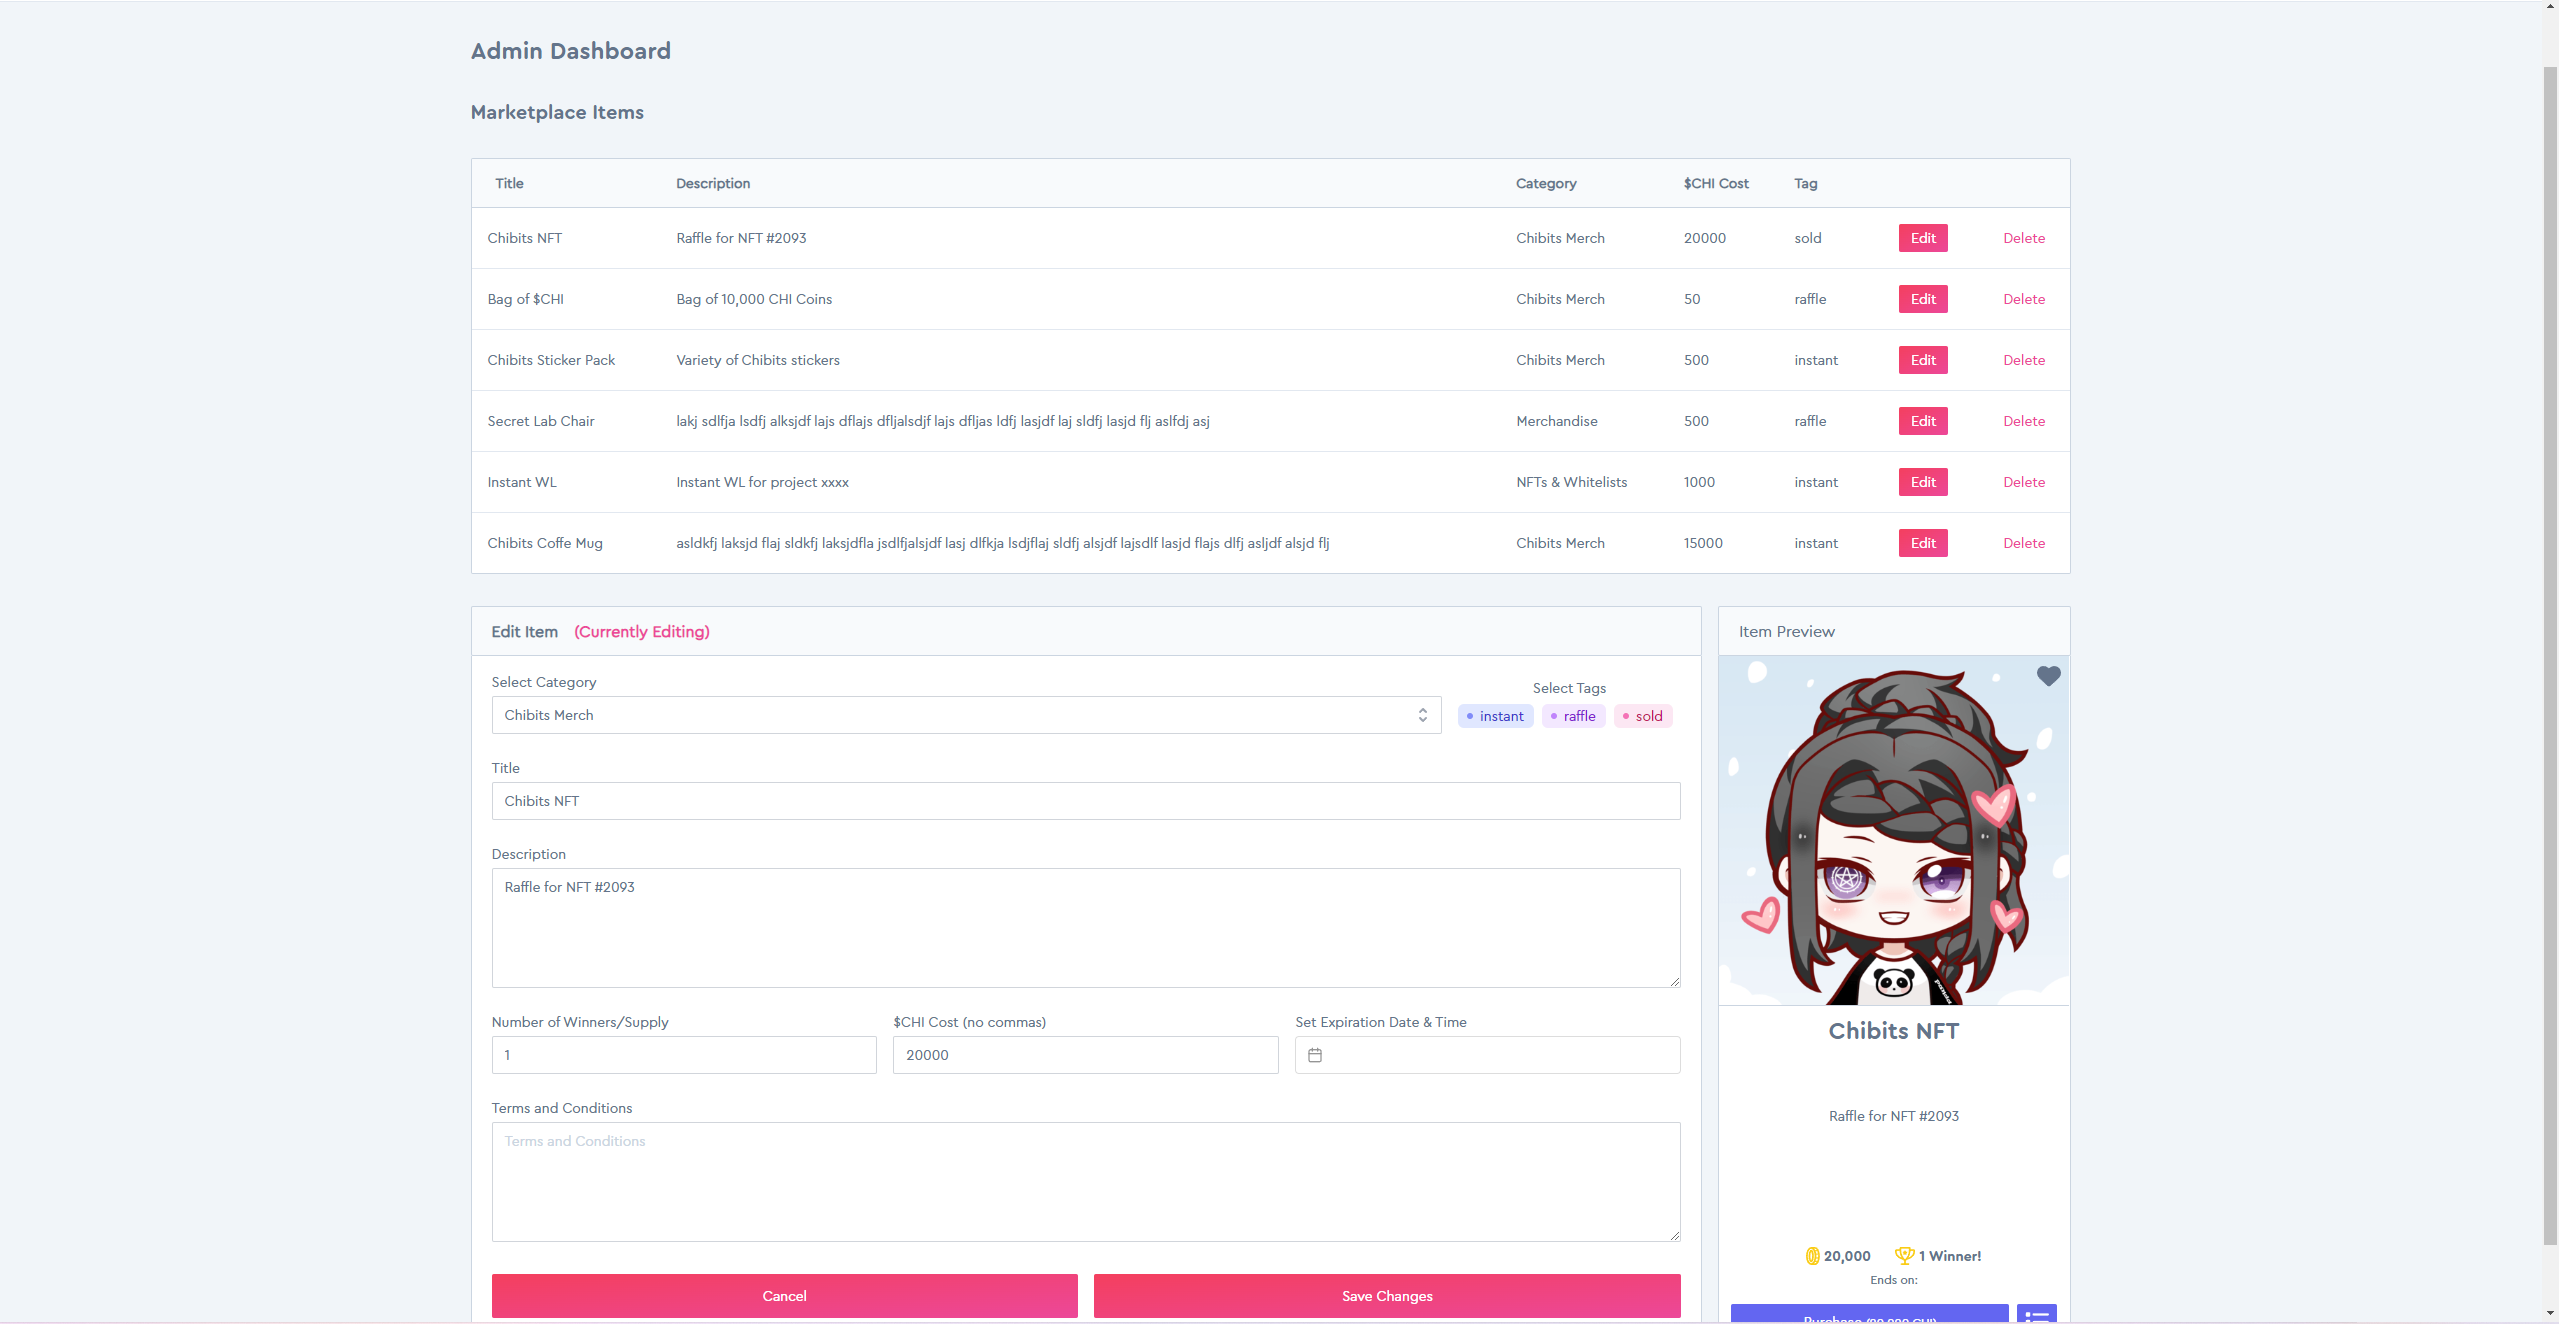 Admin Dashboard
Marketplace Items
Title Description Category $CHI Cost Tag
Chibits NFT Raffle for NFT #2093 Chibits Merch 20000 sold Edit Delete
Bag of $CHI Bag of 10,000 CHI Coins Chibits Merch 50 raffle Edit Delete
Chibits Sticker Pack Variety of Chibits stickers Chibits Merch 500 instant Edit Delete
Secret Lab Chair lakj sdlfja lsdfj alksjdf lajs dflajs dfljalsdjf lajs dfljas ldfj lasjdf laj sldfj lasjd flj aslfdj asj Merchandise 500 raffle Edit Delete
Instant WL Instant WL for project xxxx NFTs & Whitelists 1000 instant Edit Delete
Chibits Coffe Mug asldkfj laksjd flaj sldkfj laksjdfla jsdlfjalsjdf lasj dlfkja lsdjflaj sldfj alsjdf lajsdlf lasjd flajs dlfj asljdf alsjd flj Chibits Merch 15000 instant Edit Delete
Edit Item (Currently Editing)
Select Category
Chibits Merch
Select Tags
instant raffle sold
Title
Chibits NFT
Description
Raffle for NFT #2093
Number of Winners/Supply $CHI Cost (no commas) Set Expiration Date & Time
1 20000
Terms and Conditions
Terms and Conditions
Cancel Save Changes
Item Preview
Chibits NFT
Raffle for NFT #2093
20,000 1 Winner!
Ends on:
Purchase